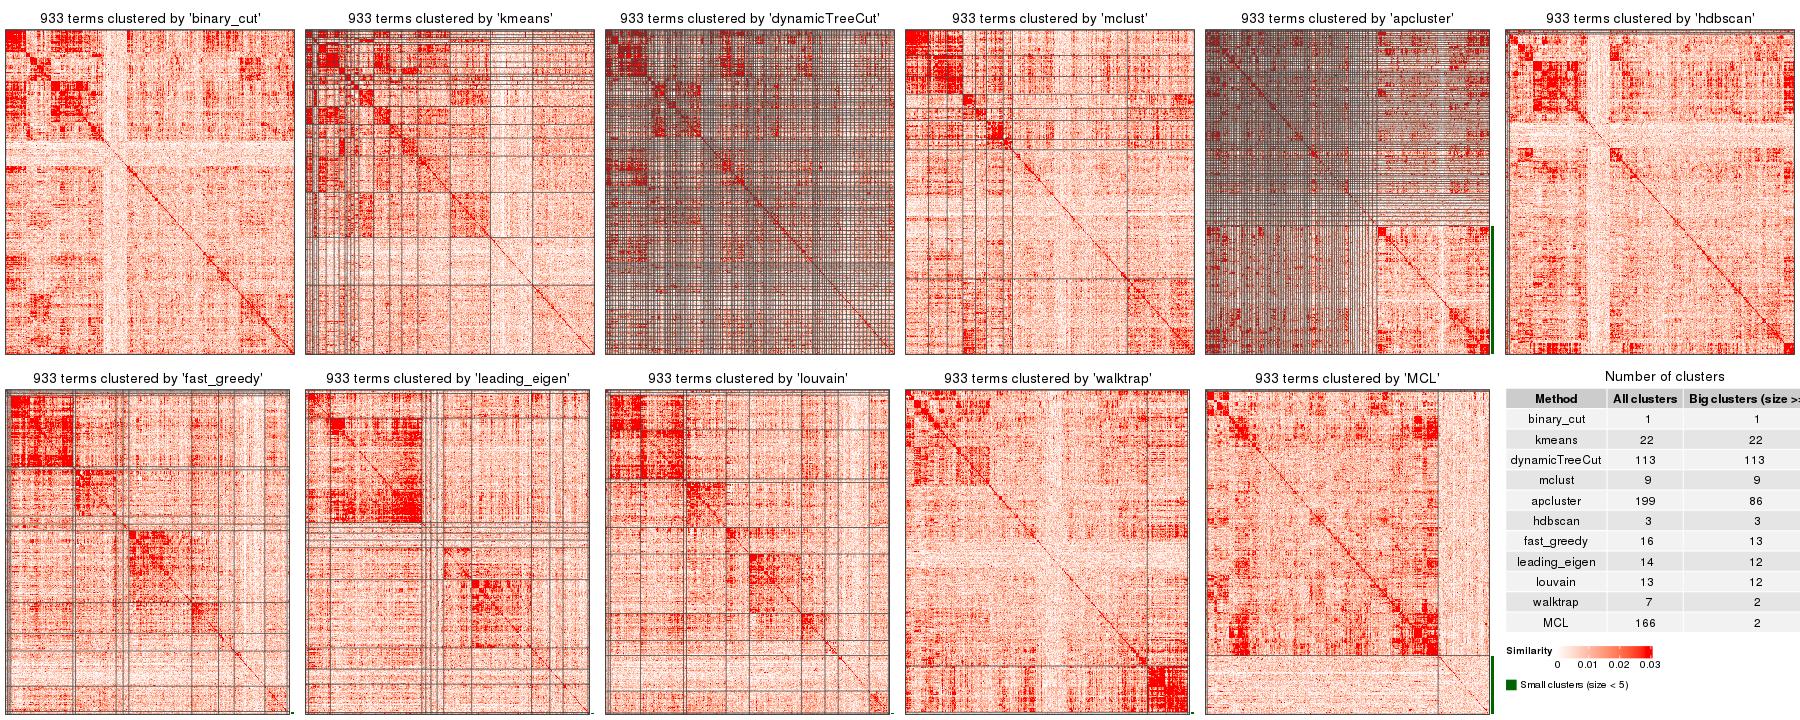 933 terms clustered by 'binary_cut'
933 terms clustered by 'kmeans'
933 terms clustered by 'dynamicTreeCut'
933 terms clustered by 'mclust'
933 terms clustered by 'apcluster'
933 terms clustered by 'hdbscan'
933 terms clustered by 'fast_greedy'
933 terms clustered by 'leading_eigen'
933 terms clustered by 'louvain'
933 terms clustered by 'walktrap'
933 terms clustered by 'MCL'
Number of clusters
Method All clusters Big clusters (size >=
binary_cut 1 1
kmeans 22 22
dynamicTreeCut 113 113
mclust 9 9
apcluster 199 86
hdbscan 3 3
fast_greedy 16 13
leading_eigen 14 12
louvain 13 12
walktrap 7 2
MCL 166 2
Similarity
0 0.01 0.02 0.03
Small clusters (size < 5)